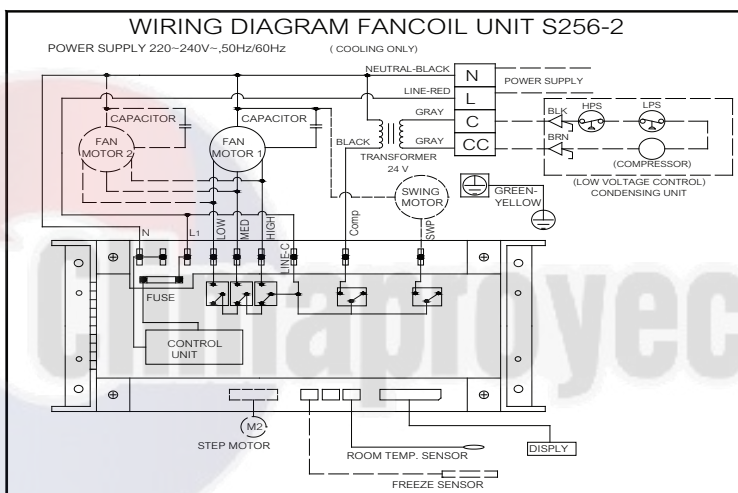 WIRING DIAGRAM FANCOIL UNIT S256-2
POWER SUPPLY 220~240V~,50Hz/60Hz
( COOLING ONLY)
NEUTRAL-BLACK
N
POWER SUPPLY
LINE-RED
L
CAPACITOR
CAPACITOR
GRAY
C
BLK
HPS
LPS
FAN
MOTOR 2
FAN
MOTOR 1
BLACK
GRAY
CC
BRN
TRANSFORMER
24 V
(COMPRESSOR)
(LOW VOLTAGE CONTROL)
CONDENSING UNIT
SWING
MOTOR
GREEN-
YELLOW
N
L1
LOW
MED
HIGH
LINE-C
Comp
SWP
FUSE
CONTROL
UNIT
M2
STEP MOTOR
ROOM TEMP. SENSOR
DISPLY
FREEZE SENSOR
Climaproyec